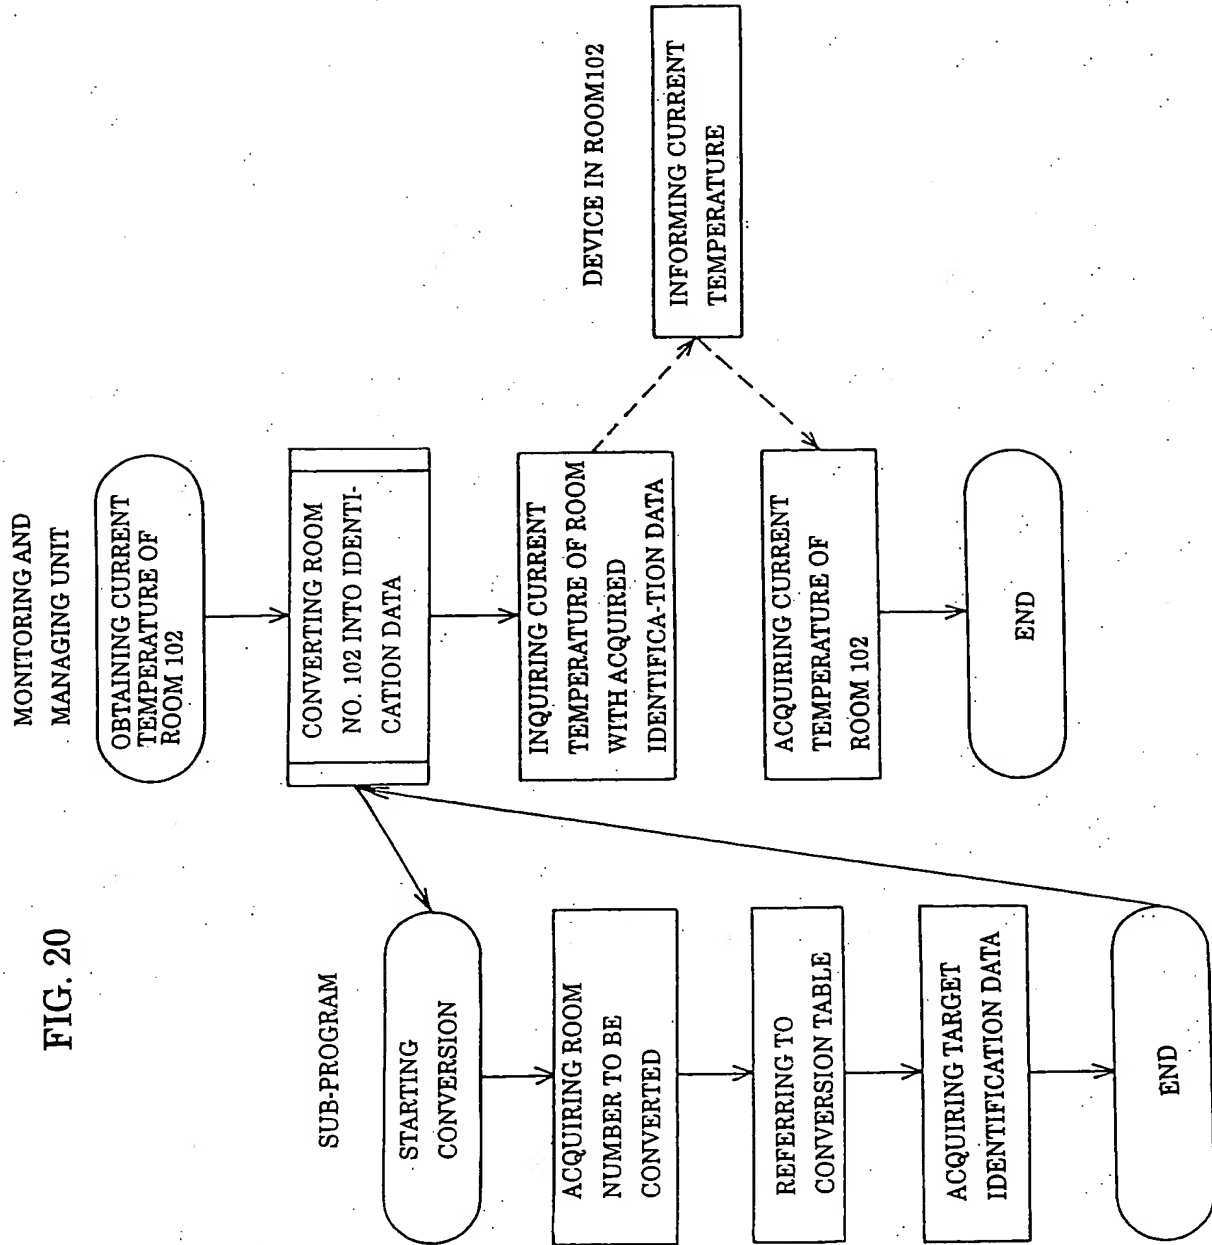 FIG. 20
SUB-PROGRAM
STARTING
CONVERSION
ACQUIRING ROOM
NUMBER TO BE
CONVERTED
REFERRING TO
CONVERSION TABLE
ACQUIRING TARGET
IDENTIFICATION DATA
END
MONITORING AND
MANAGING UNIT
OBTAINING CURRENT
TEMPERATURE OF
ROOM 102
CONVERTING ROOM
NO. 102 INTO IDENTI-
CATION DATA
INQUIRING CURRENT
TEMPERATURE OF ROOM
WITH ACQUIRED
IDENTIFICA-TION DATA
ACQUIRING CURRENT
TEMPERATURE OF
ROOM 102
END
DEVICE IN ROOM102
INFORMING CURRENT
TEMPERATURE